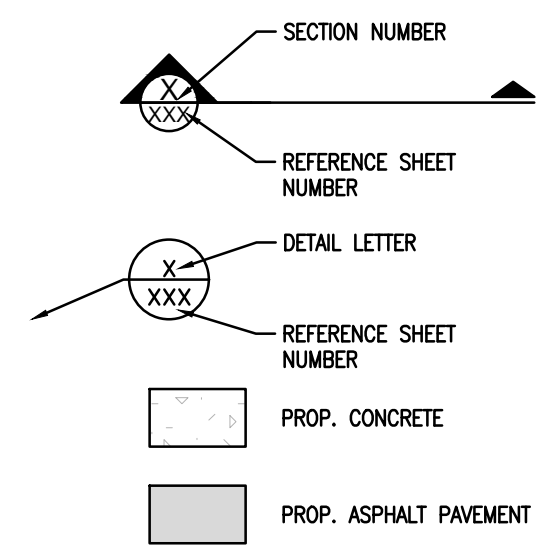 SECTION NUMBER
X
XXX
REFERENCE SHEET
NUMBER
DETAIL LETTER
X
XXX
REFERENCE SHEET
NUMBER
PROP. CONCRETE
PROP. ASPHALT PAVEMENT